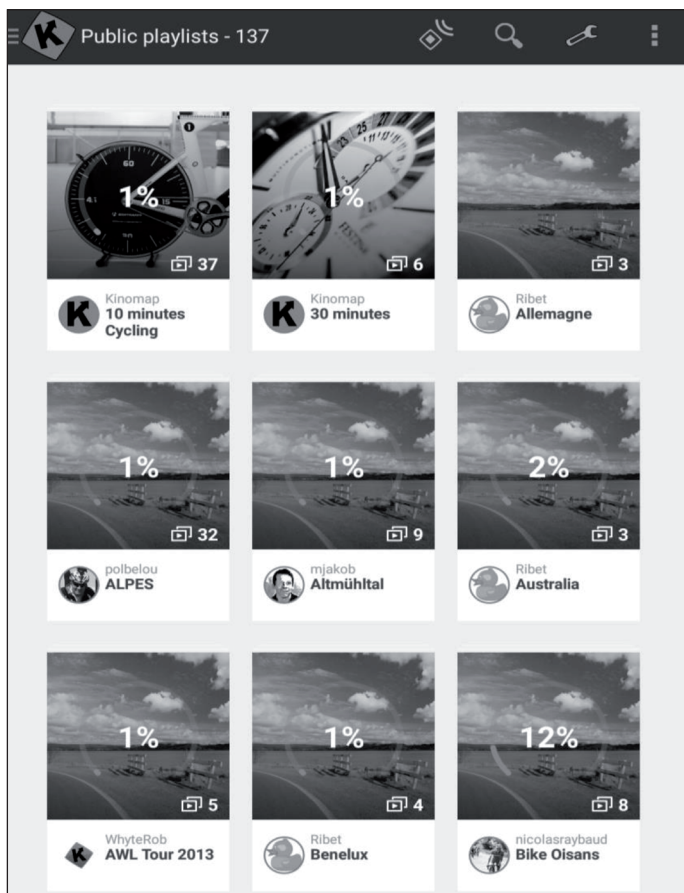 Public playlists - 137
1%
37
Kinomap
10 minutes
Cycling
1%
6
Kinomap
30 minutes
3
Ribet
Allemagne
1%
32
polbelou
ALPES
1%
9
mjakob
Altmühltal
2%
3
Ribet
Australia
1%
5
WhyteRob
AWL Tour 2013
1%
4
Ribet
Benelux
12%
8
nicolasraybaud
Bike Oisans